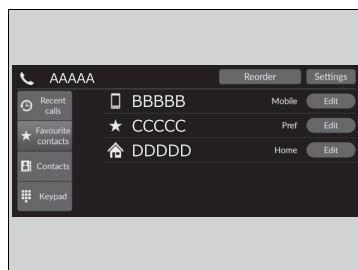 AAAAA Reorder Settings
Recent
calls
BBBBB Mobile Edit
Favourite
contacts
CCCCC Pref Edit
Contacts
DDDDD Home Edit
Keypad